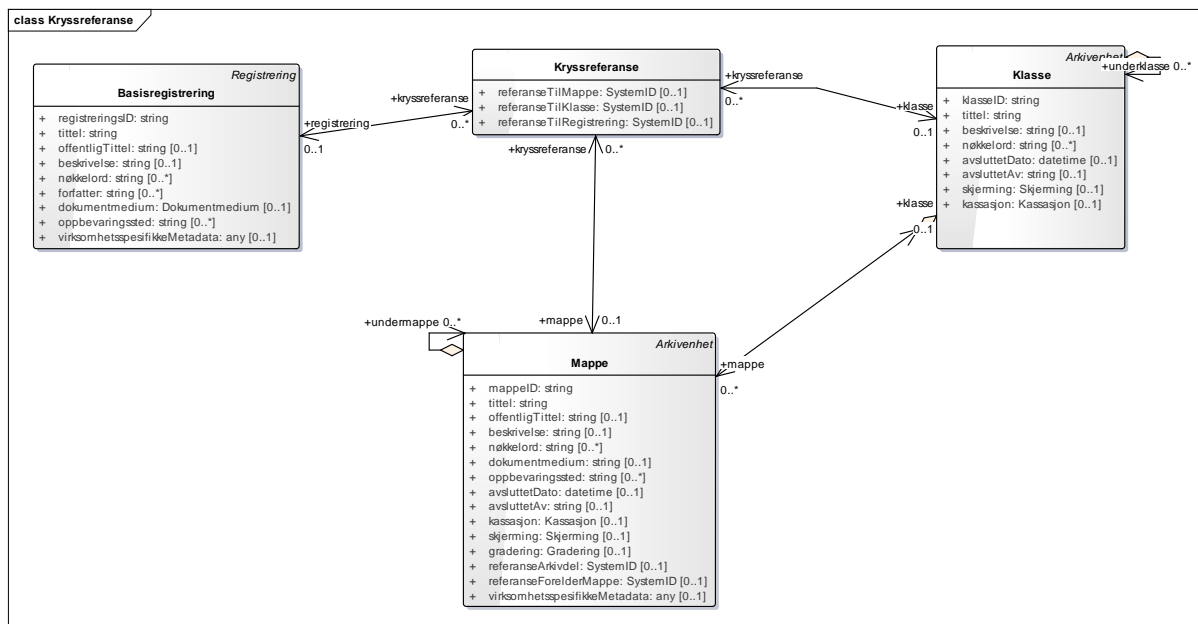 class Kryssreferanse
Registrering
Basisregistrering
+ registreringsID: string
+ tittel: string
+ offentligTittel: string [0..1]
+ beskrivelse: string [0..1]
+ nøkkelord: string [0..*]
+ forfatter: string [0..*]
+ dokumentmedium: Dokumentmedium [0..1]
+ oppbevaringssted: string [0..*]
+ virksomhetsspesifikkeMetadata: any [0..1]
+registrering
0..1
+kryssreferanse
0..*
Kryssreferanse
+ referanseTilMappe: SystemID [0..1]
+ referanseTilKlasse: SystemID [0..1]
+ referanseTilRegistrering: SystemID [0..1]
+kryssreferanse
0..*
+kryssreferanse 0..*
+klasse
0..1
Arkivenhet
+underklasse 0..*
Klasse
+ klasseID: string
+ tittel: string
+ beskrivelse: string [0..1]
+ nøkkelord: string [0..*]
+ avsluttetDato: datetime [0..1]
+ avsluttetAv: string [0..1]
+ skjerming: Skjerming [0..1]
+ kassasjon: Kassasjon [0..1]
+klasse
0..1
+undermappe 0..*
+mappe 0..1
+mappe
0..*
Arkivenhet
Mappe
+ mappeID: string
+ tittel: string
+ offentligTittel: string [0..1]
+ beskrivelse: string [0..1]
+ nøkkelord: string [0..*]
+ dokumentmedium: string [0..1]
+ oppbevaringssted: string [0..*]
+ avsluttetDato: datetime [0..1]
+ avsluttetAv: string [0..1]
+ kassasjon: Kassasjon [0..1]
+ skjerming: Skjerming [0..1]
+ gradering: Gradering [0..1]
+ referanseArkivdel: SystemID [0..1]
+ referanseForelderMappe: SystemID [0..1]
+ virksomhetsspesifikkeMetadata: any [0..1]